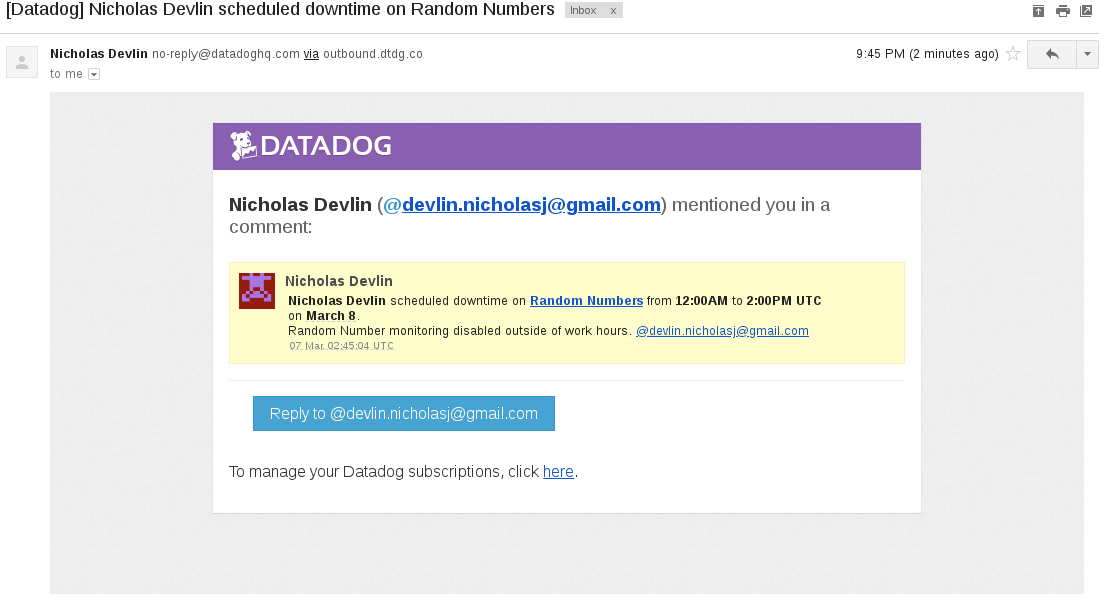 [Datadog] Nicholas Devlin scheduled downtime on Random Numbers Inbox x
Nicholas Devlin no-reply@datadoghq.com via outbound.dtdg.co 9:45 PM (2 minutes ago)
to me
DATADOG
Nicholas Devlin (@devlin.nicholasj@gmail.com) mentioned you in a
comment:
Nicholas Devlin
Nicholas Devlin scheduled downtime on Random Numbers from 12:00AM to 2:00PM UTC
on March 8.
Random Number monitoring disabled outside of work hours. @devlin.nicholasj@gmail.com
07 Mar, 02:45:04 UTC
Reply to @devlin.nicholasj@gmail.com
To manage your Datadog subscriptions, click here.